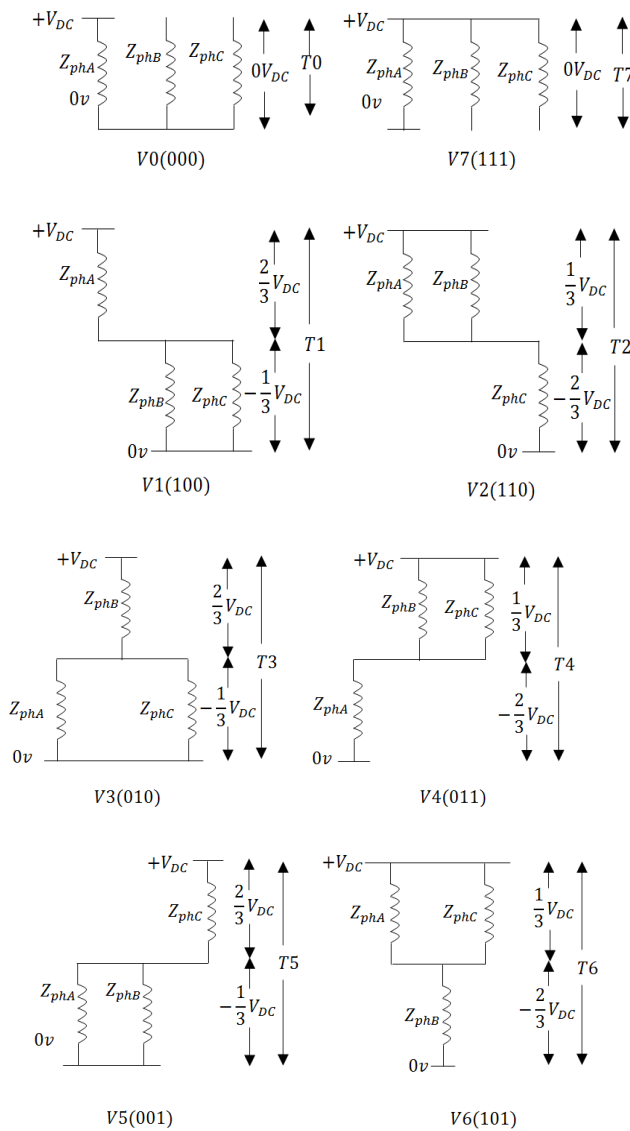 +V_DC
Z_phA Z_phB Z_phC 0V_DC T0
0v
V0(000)
+V_DC
Z_phA Z_phB Z_phC 0V_DC T7
0v
V7(111)
+V_DC
Z_phA 2/3 V_DC
T1
Z_phB Z_phC −1/3 V_DC
0v
V1(100)
+V_DC
Z_phA Z_phB 1/3 V_DC
T2
Z_phC −2/3 V_DC
0v
V2(110)
+V_DC
Z_phB 2/3 V_DC
T3
Z_phA Z_phC −1/3 V_DC
0v
V3(010)
+V_DC
Z_phB Z_phC 1/3 V_DC
T4
Z_phA −2/3 V_DC
0v
V4(011)
+V_DC
Z_phC 2/3 V_DC
T5
Z_phA Z_phB −1/3 V_DC
0v
V5(001)
+V_DC
Z_phA Z_phC 1/3 V_DC
T6
Z_phB −2/3 V_DC
0v
V6(101)